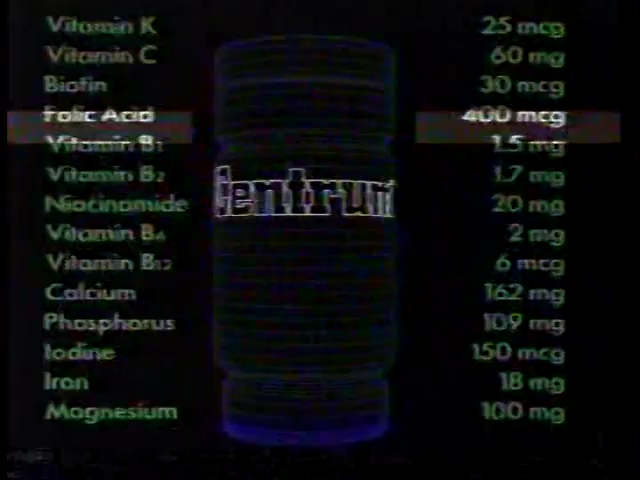 Vitamin K 25 mcg
Vitamin C 60 mg
Biotin 30 mcg
Folic Acid 400 mcg
Vitamin B1 1.5 mg
Vitamin B2 1.7 mg
Niacinamide 20 mg
Centrum
Vitamin B6 2 mg
Vitamin B12 6 mcg
Calcium 162 mg
Phosphorus 109 mg
Iodine 150 mcg
Iron 18 mg
Magnesium 100 mg